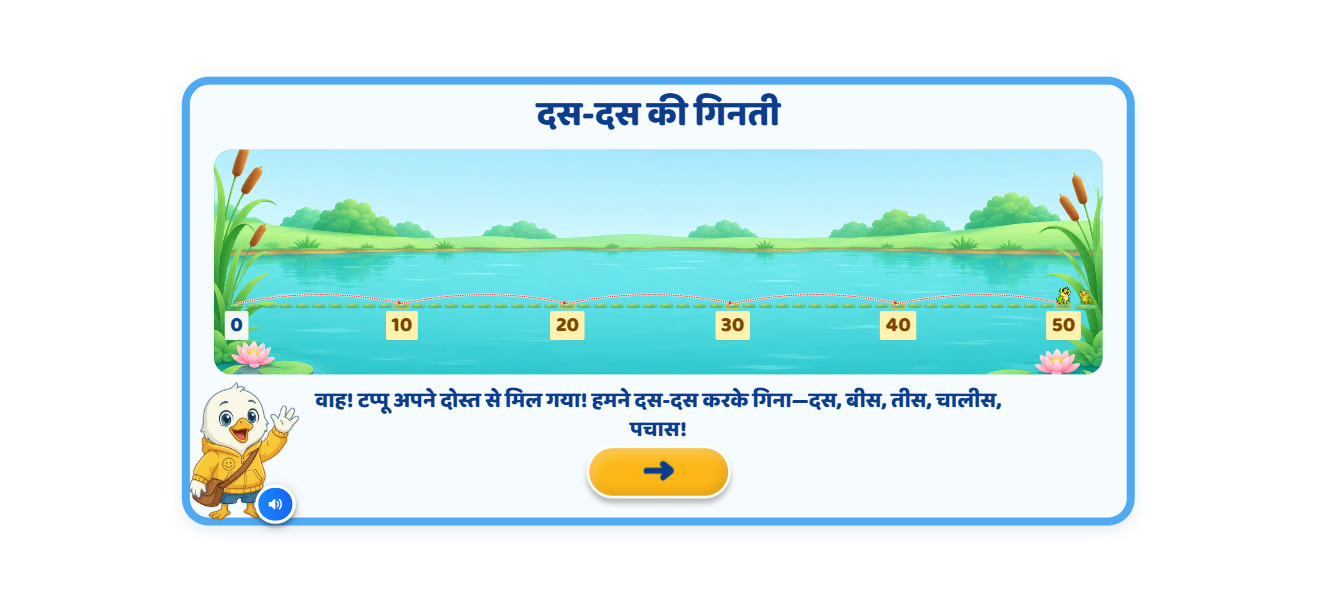 दस-दस की गिनती
0 10 20 30 40 50
वाह! टप्पू अपने दोस्त से मिल गया! हमने दस-दस करके गिना—दस, बीस, तीस, चालीस,
पचास!